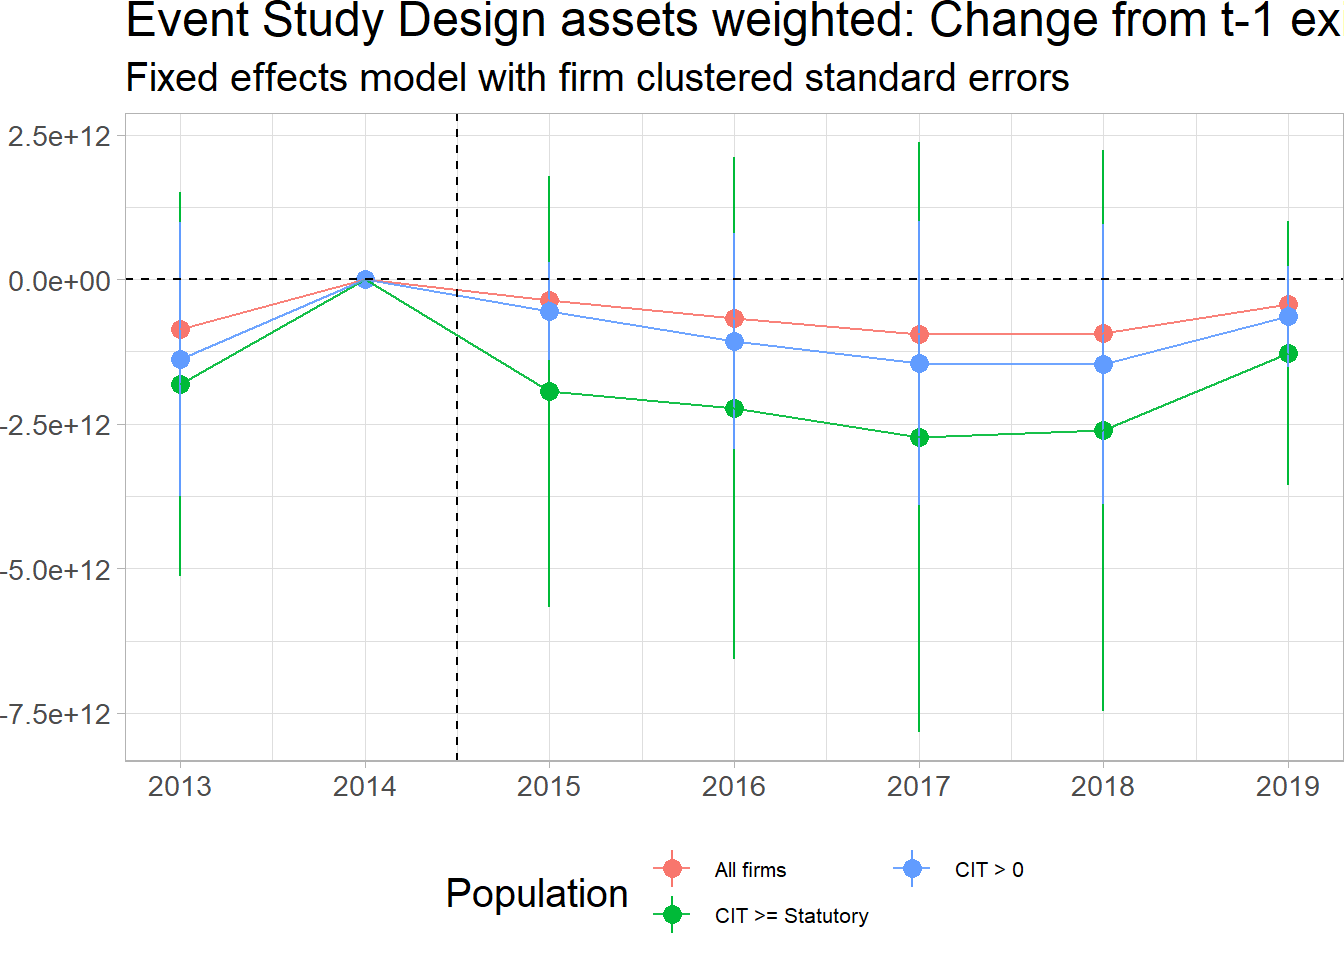 Event Study Design assets weighted: Change from t-1 ex
Fixed effects model with firm clustered standard errors
2.5e+12
0.0e+00
-2.5e+12
-5.0e+12
-7.5e+12
2013 2014 2015 2016 2017 2018 2019
Population
All firms
CIT > 0
CIT >= Statutory